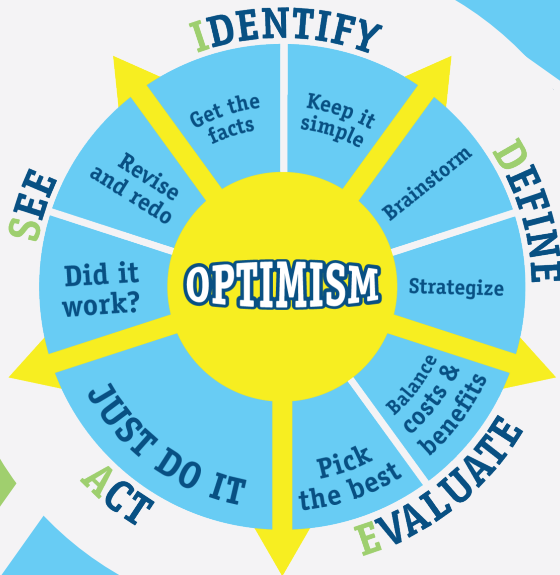 IDENTIFY
Get the
facts
Keep it
simple
DEFINE
Brainstorm
Strategize
EVALUATE
Balance
costs &
benefits
Pick
the best
ACT
JUST DO IT
SEE
Did it
work?
Revise
and redo
OPTIMISM